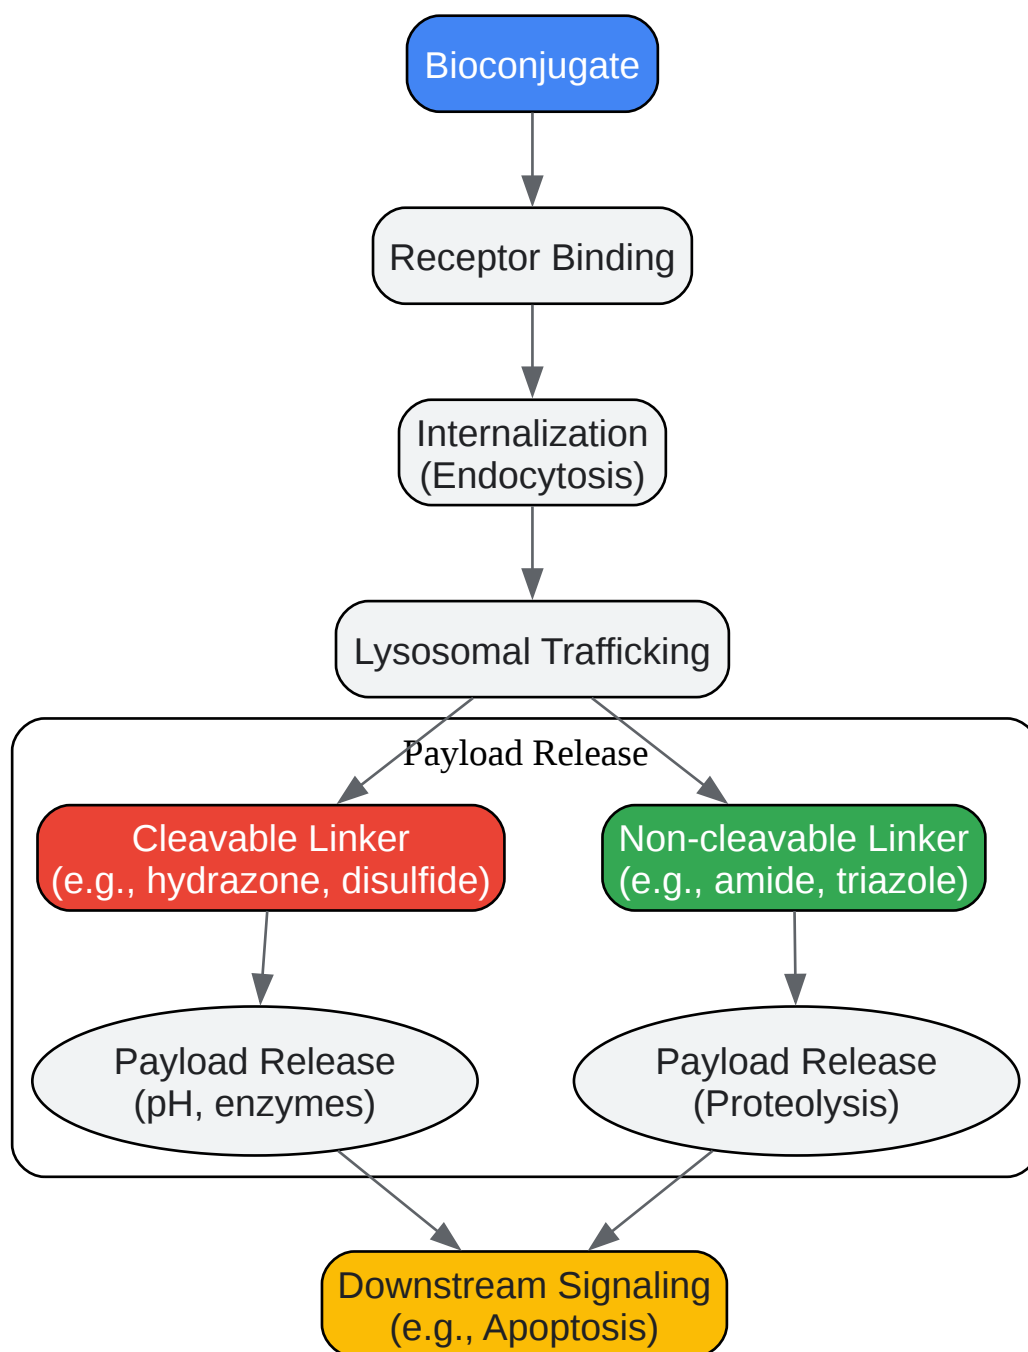 Bioconjugate
Receptor Binding
Internalization
(Endocytosis)
Lysosomal Trafficking
Payload Release
Cleavable Linker
(e.g., hydrazone, disulfide)
Non-cleavable Linker
(e.g., amide, triazole)
Payload Release
(pH, enzymes)
Payload Release
(Proteolysis)
Downstream Signaling
(e.g., Apoptosis)